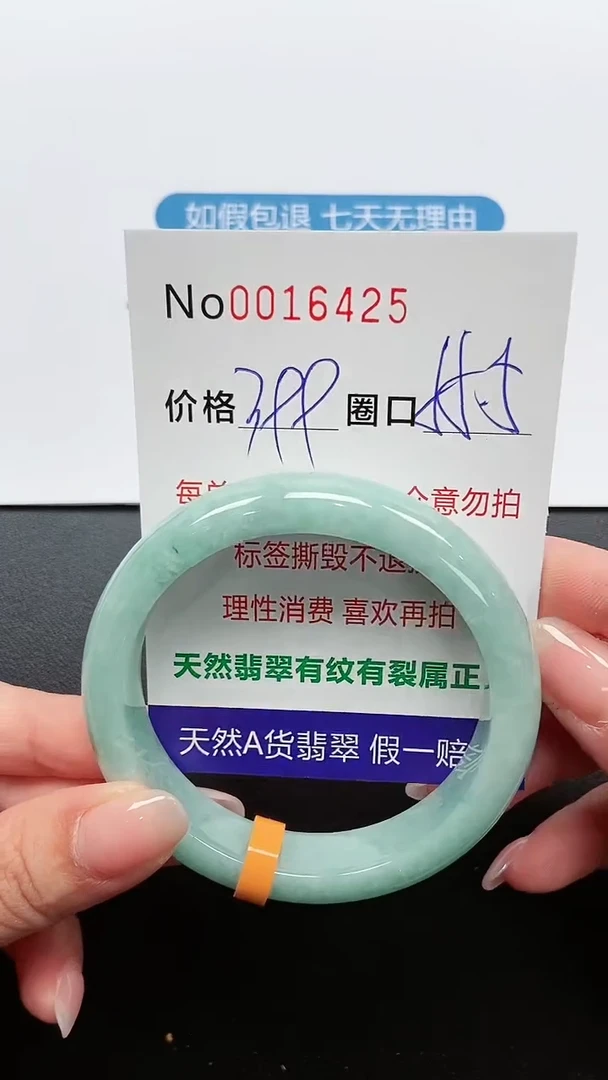 如假包退 七天无理由
No0016425
价格 399 圈口
每 意勿拍
标签撕毁不退
理性消费 喜欢再拍
天然翡翠有纹有裂属正
天然A货翡翠 假一赔